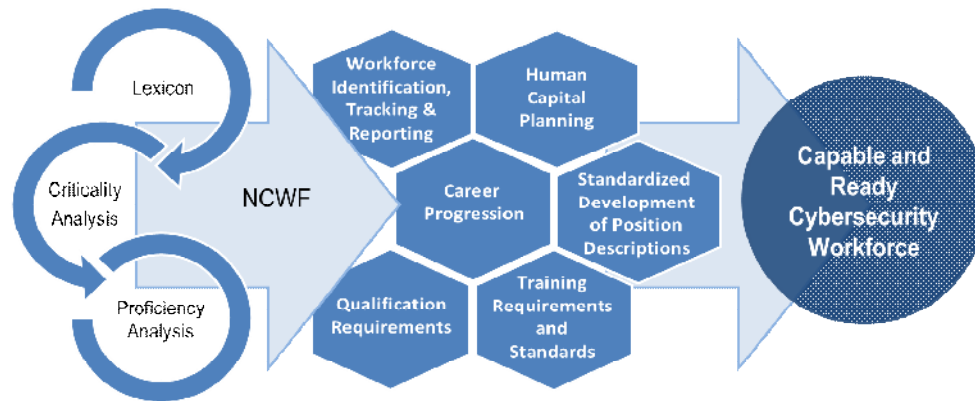 Lexicon
Criticality
Analysis
Proficiency
Analysis
NCWF
Workforce
Identification,
Tracking &
Reporting
Human
Capital
Planning
Career
Progression
Standardized
Development
of Position
Descriptions
Qualification
Requirements
Training
Requirements
and
Standards
Capable and
Ready
Cybersecurity
Workforce